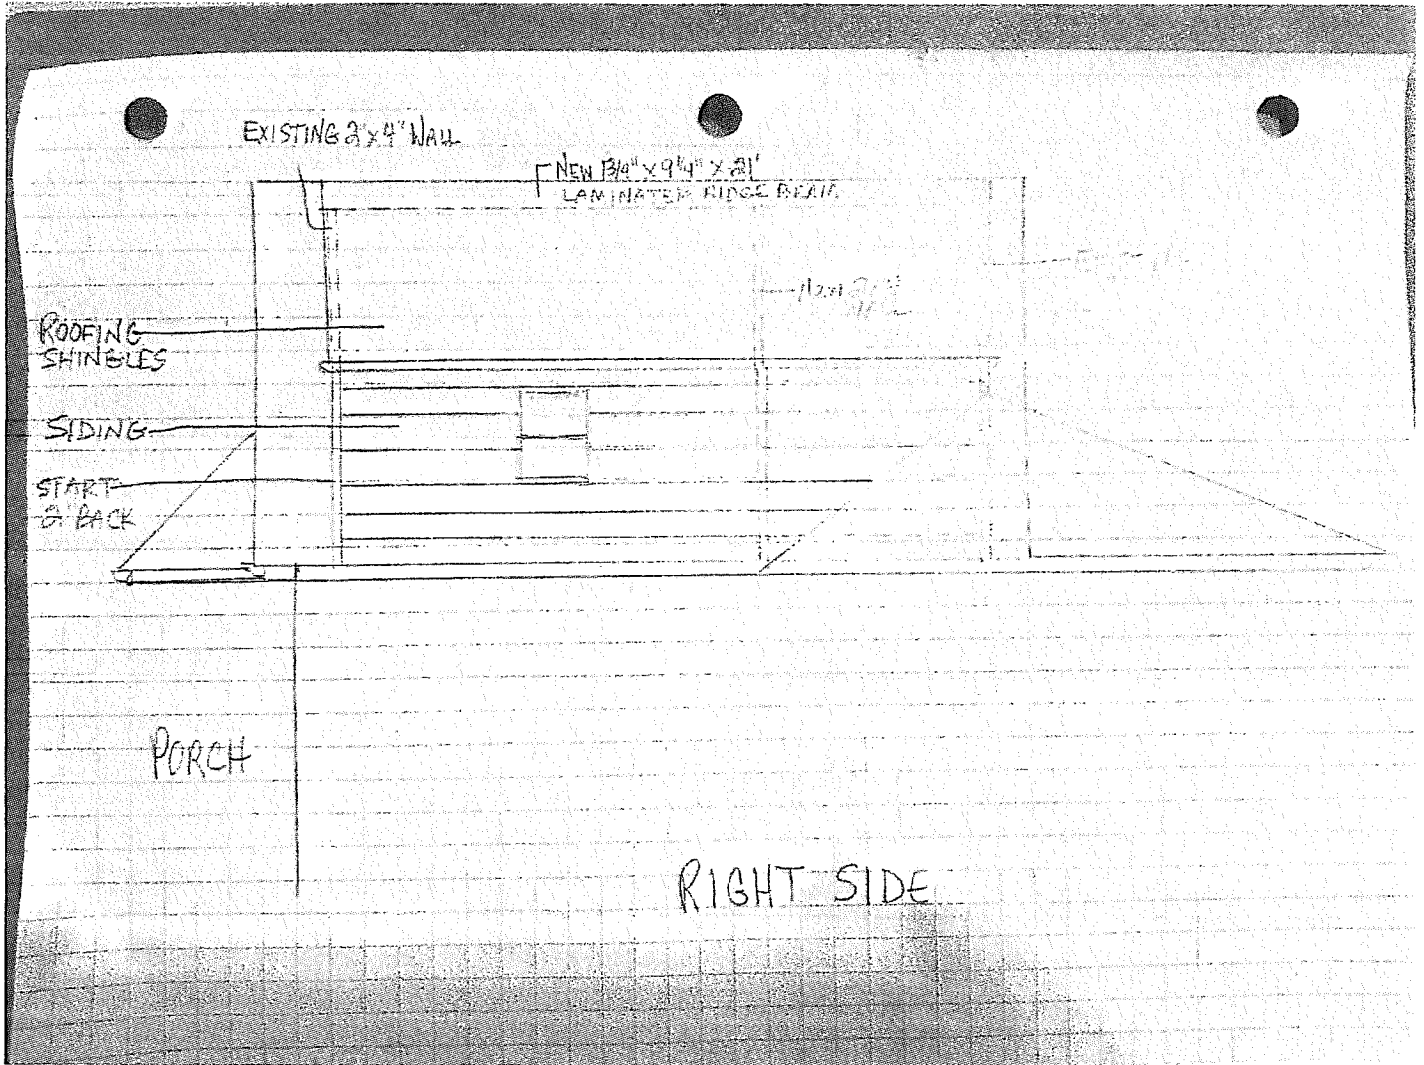 EXISTING 2"x4" WALL
NEW 1 3/4" x 9 1/4" x 21'
LAMINATED RIDGE BEAM
ROOFING
SHINGLES
SIDING
START
2" BACK
PORCH
RIGHT SIDE